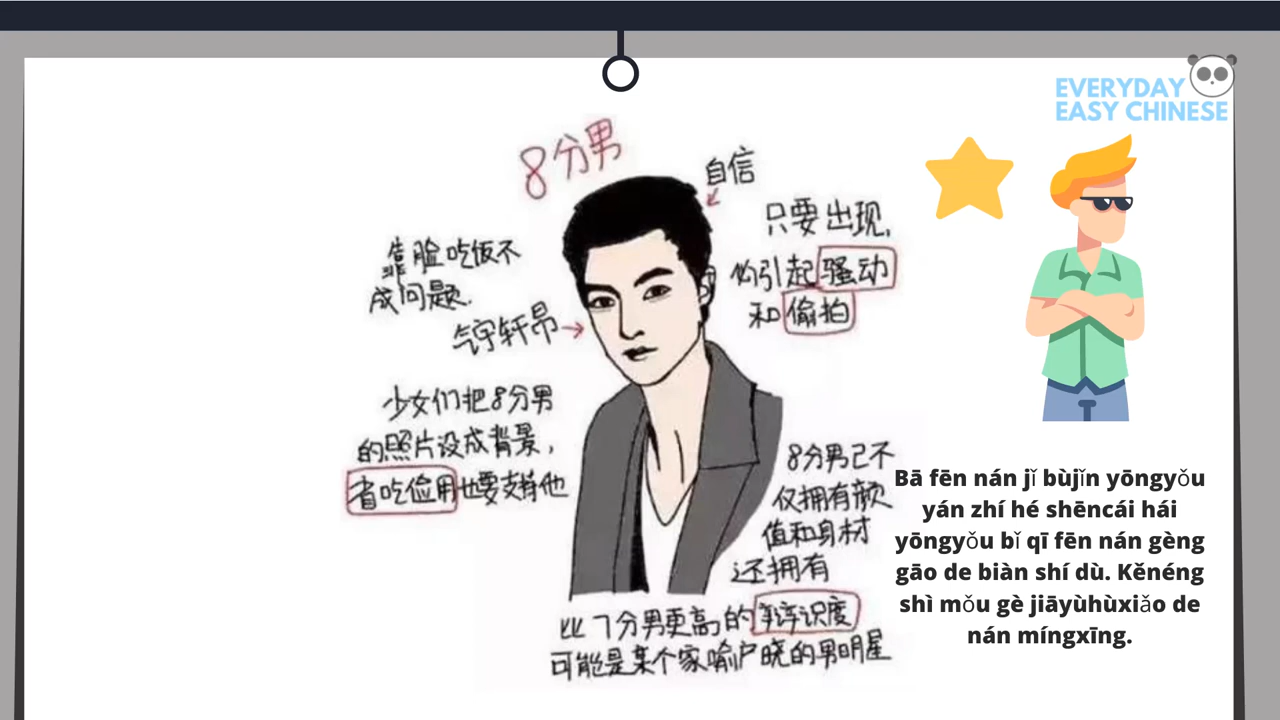 EVERYDAY
EASY CHINESE
8分男
自信
只要出现,
必引起骚动
和偷拍
靠脸吃饭不
成问题.
气宇轩昂
少女们把8分男
的照片设成背景,
省吃俭用也要支持他
8分男己不
仅拥有颜
值和身材
还拥有
比7分男更高的辩识度
可能是某个家喻户晓的男明星
Bā fēn nán jǐ bùjǐn yōngyǒu
yán zhí hé shēncái hái
yōngyǒu bǐ qī fēn nán gèng
gāo de biàn shí dù. Kěnéng
shì mǒu gè jiāyùhùxiǎo de
nán míngxīng.